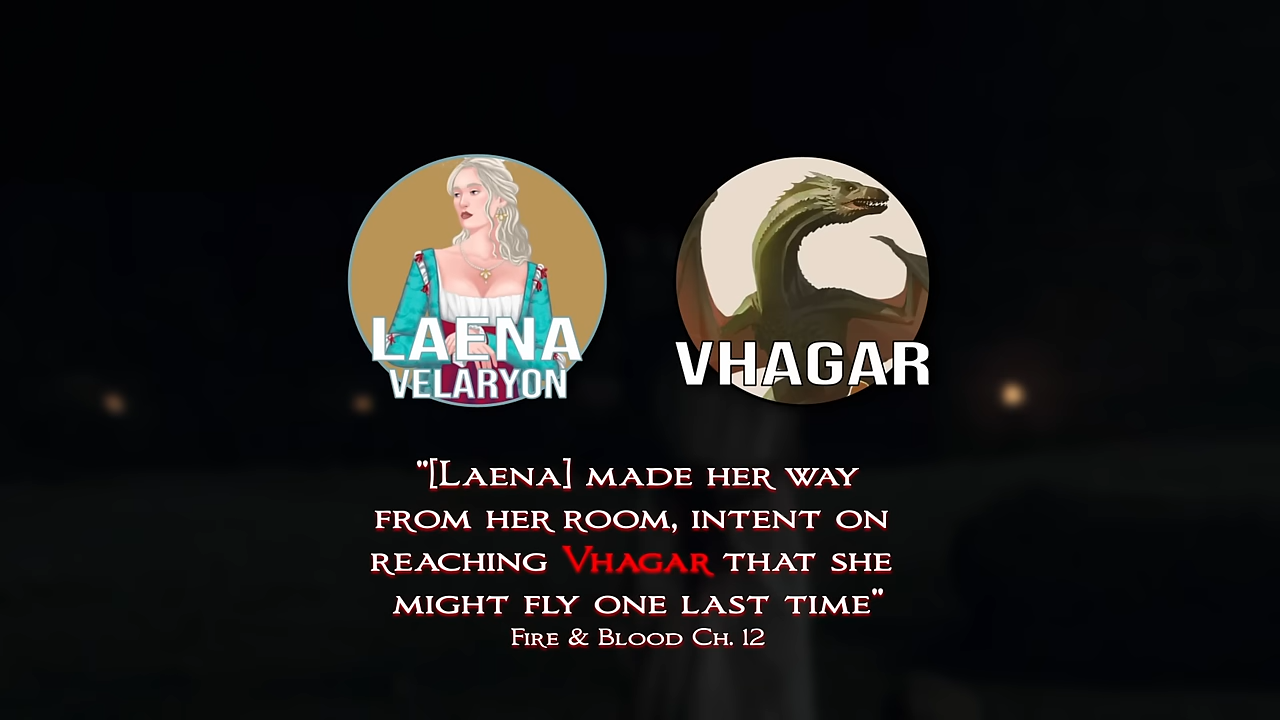 LAENA
VELARYON
VHAGAR
"[Laena] made her way
from her room, intent on
reaching Vhagar that she
might fly one last time"
Fire & Blood Ch. 12